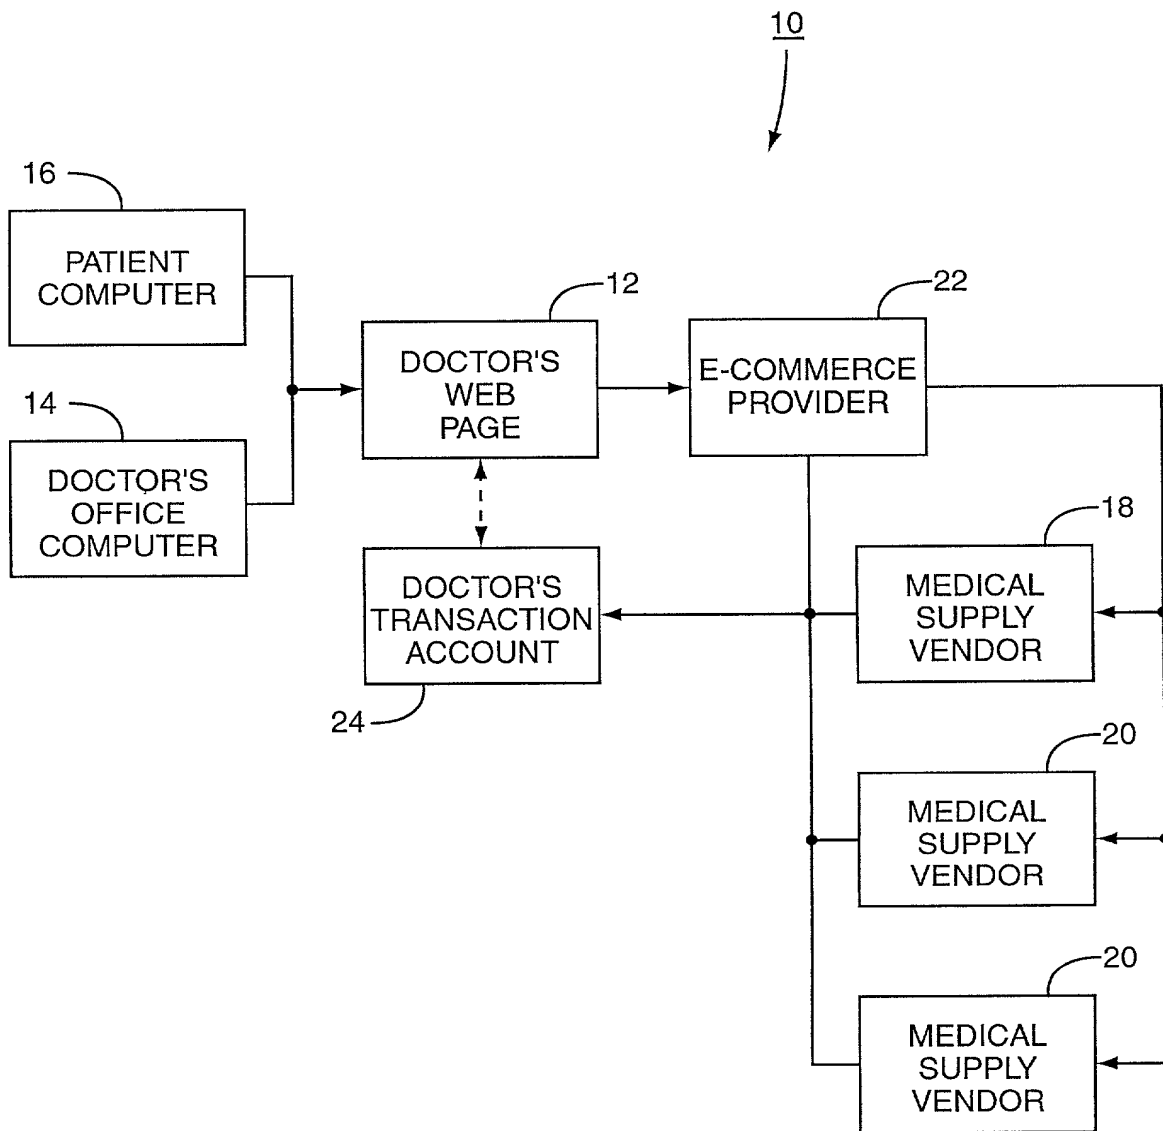 10
16
PATIENT
COMPUTER
12
22
DOCTOR'S
WEB
PAGE
E-COMMERCE
PROVIDER
14
DOCTOR'S
OFFICE
COMPUTER
18
MEDICAL
SUPPLY
VENDOR
DOCTOR'S
TRANSACTION
ACCOUNT
24
20
MEDICAL
SUPPLY
VENDOR
20
MEDICAL
SUPPLY
VENDOR